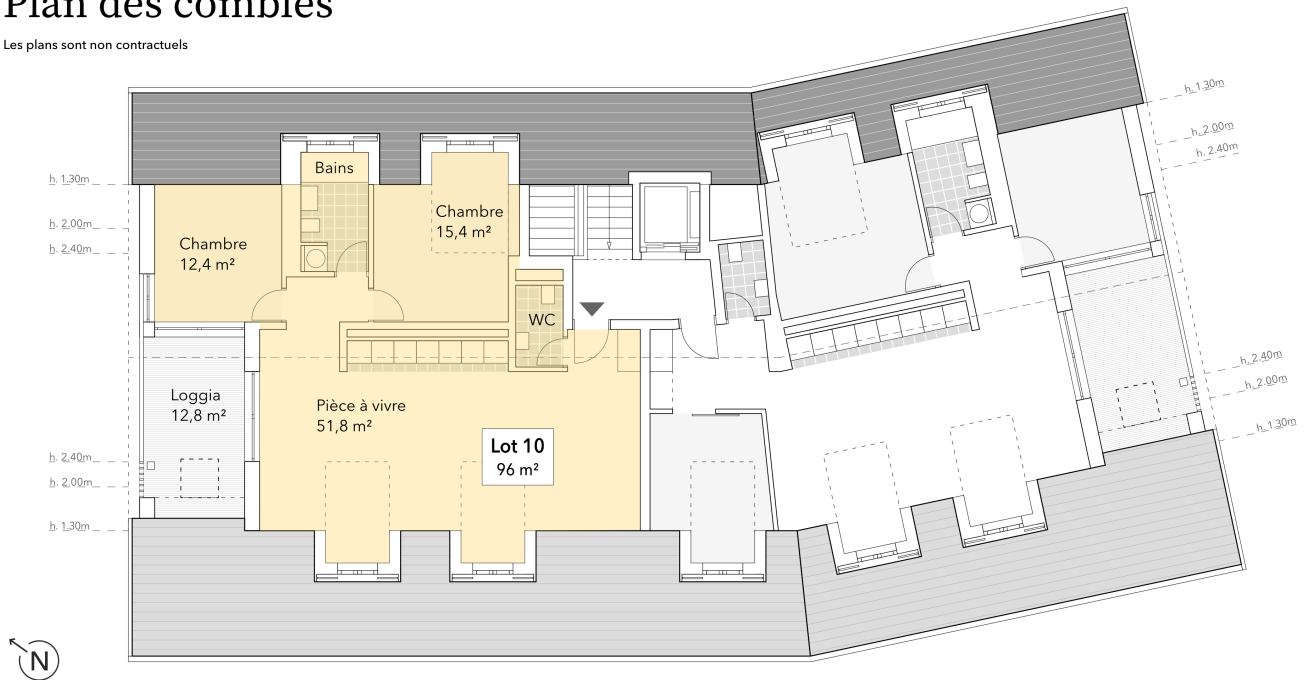 Plan des combles
Les plans sont non contractuels
h. 1.30m
h. 2.00m
h. 2.40m
h. 1.30m
h. 2.00m
h. 2.40m
Bains
Chambre
15,4 m²
Chambre
12,4 m²
WC
Loggia
12,8 m²
Pièce à vivre
51,8 m²
Lot 10
96 m²
h. 2.40m
h. 2.00m
h. 1.30m
h. 2.40m
h. 2.00m
h. 1.30m
N